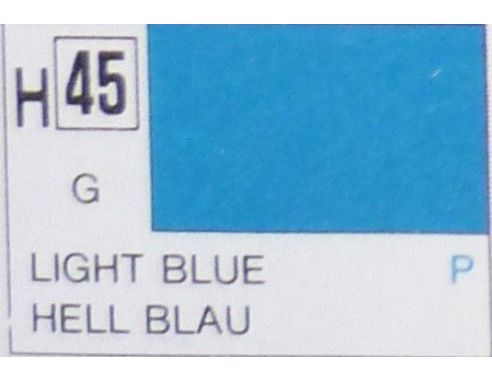 H 45
G
LIGHT BLUE P
HELL BLAU